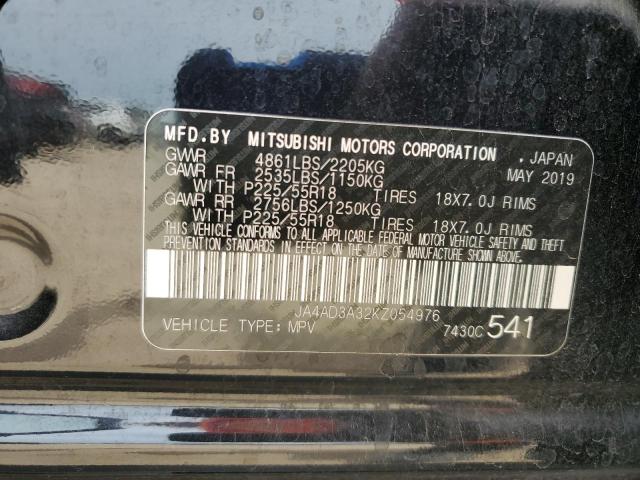 MFD.BY MITSUBISHI MOTORS CORPORATION , JAPAN
GVWR 4861LBS/2205KG MAY 2019
GAWR FR 2535LBS/1150KG
WITH P225/55R18 TIRES 18X7.0J RIMS
GAWR RR 2756LBS/1250KG
WITH P225/55R18 TIRES 18X7.0J RIMS
THIS VEHICLE CONFORMS TO ALL APPLICABLE FEDERAL MOTOR VEHICLE SAFETY AND THEFT
PREVENTION STANDARDS IN EFFECT ON THE DATE OF MANUFACTURE SHOWN ABOVE.
JA4AD3A32KZ054976
VEHICLE TYPE:MPV 7430C 541